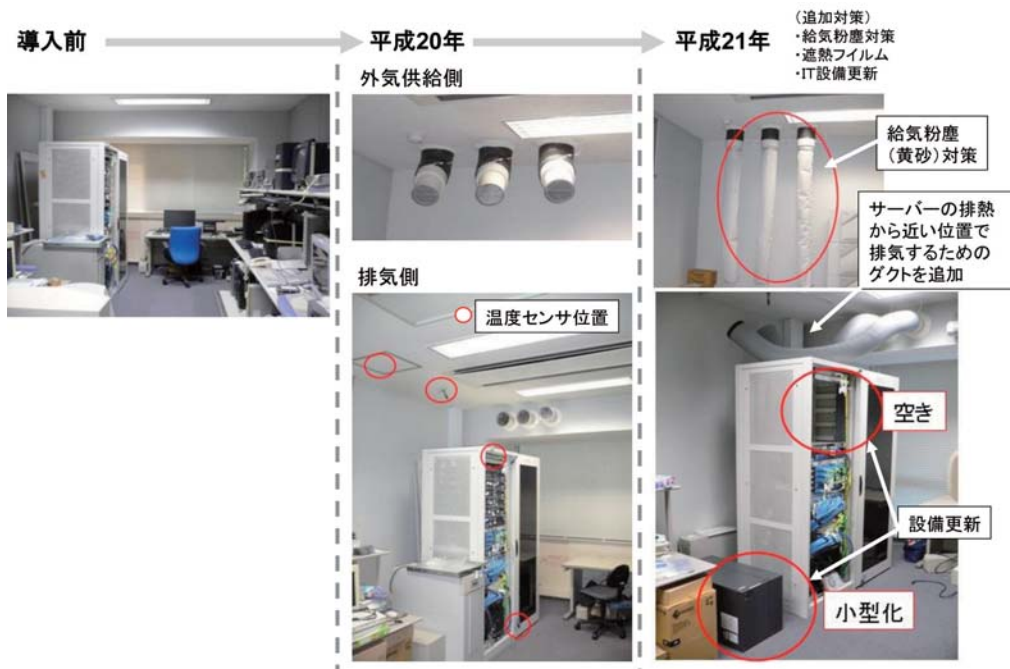 導入前
平成20年
平成21年
(追加対策)
・給気粉塵対策
・遮熱フイルム
・IT設備更新
外気供給側
給気粉塵
(黄砂)対策
サーバーの排熱
から近い位置で
排気するための
ダクトを追加
排気側
温度センサ位置
空き
設備更新
小型化